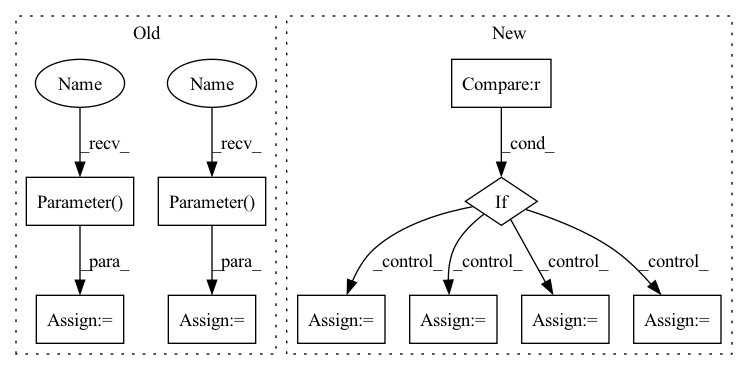 Old
New
Name
Name
Compare:r
_recv_
_recv_
_cond_
Parameter()
Parameter()
If
_para_
_para_
_control_
_control_
_control_
_control_
Assign:=
Assign:=
Assign:=
Assign:=
Assign:=
Assign:=